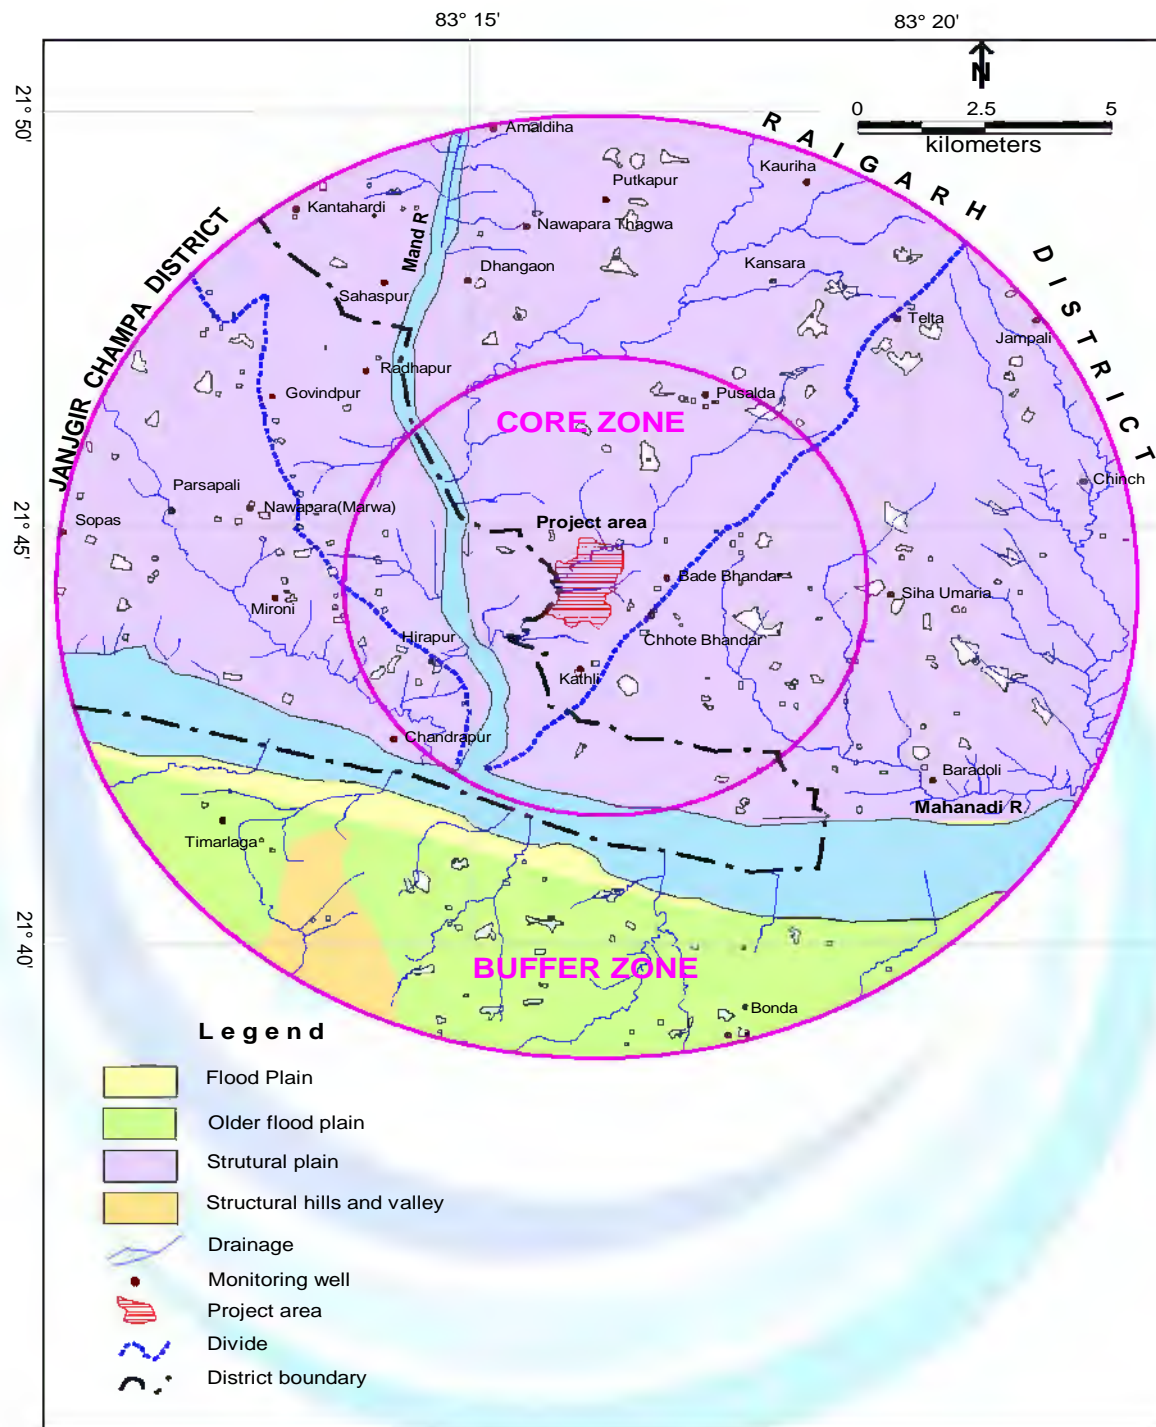 83° 15'
83° 20'
N
21° 50'
0 2.5 5
kilometers
RAIGARH DISTRICT
JANJGIR CHAMPA DISTRICT
Amaldiha
Kauriha
Putkapur
Kantahardi
Mand R
Nawapara Thagwa
Dhangaon
Kansara
Sahaspur
Telta
Jampali
Radhapur
Govindpur
Pusalda
CORE ZONE
Chinch
Parsapali
Nawapara(Marwa)
Sopas
21° 45'
Project area
Bade Bhandar
Siha Umaria
Mironi
Hirapur
Chhote Bhandar
Kathli
Chandrapur
Baradoli
Mahanadi R
Timarlaga
21° 40'
BUFFER ZONE
Bonda
Legend
Flood Plain
Older flood plain
Strutural plain
Structural hills and valley
Drainage
Monitoring well
Project area
Divide
District boundary